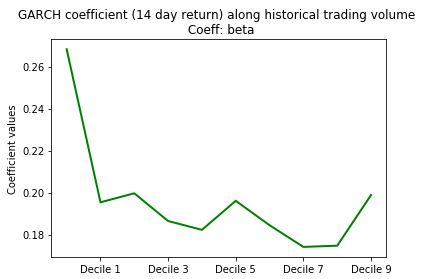 GARCH coefficient (14 day return) along historical trading volume
Coeff: beta
Coefficient values
0.26
0.24
0.22
0.20
0.18
Decile 1
Decile 3
Decile 5
Decile 7
Decile 9